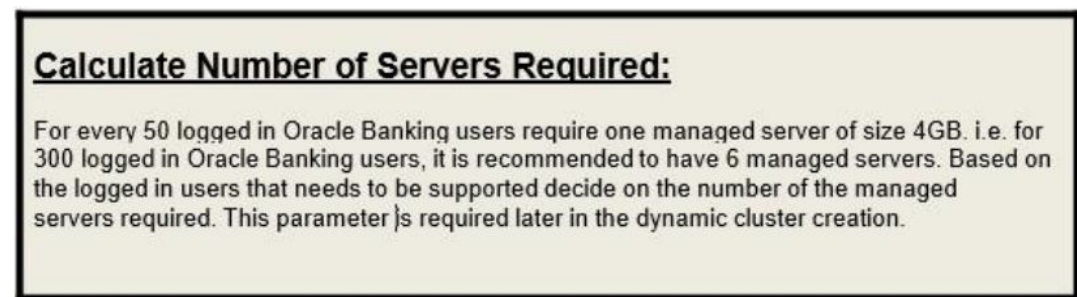 Calculate Number of Servers Required:
For every 50 logged in Oracle Banking users require one managed server of size 4GB. i.e. for
300 logged in Oracle Banking users, it is recommended to have 6 managed servers. Based on
the logged in users that needs to be supported decide on the number of the managed
servers required. This parameter is required later in the dynamic cluster creation.